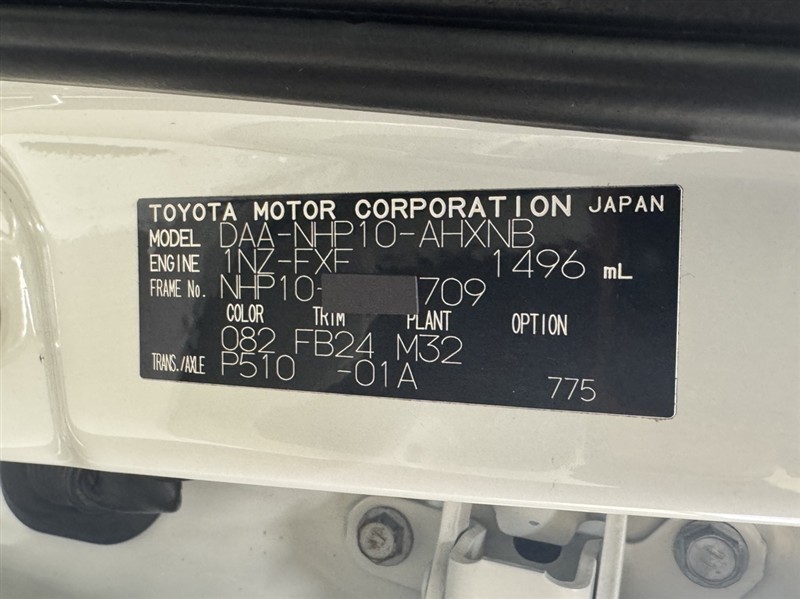 TOYOTA MOTOR CORPORATION JAPAN
MODEL DAA-NHP10-AHXNB
ENGINE 1NZ-FXE 1496 mL
FRAME No. NHP10- 709
COLOR TRIM PLANT OPTION
082 FB24 M32
TRANS./AXLE P510 -01A 775